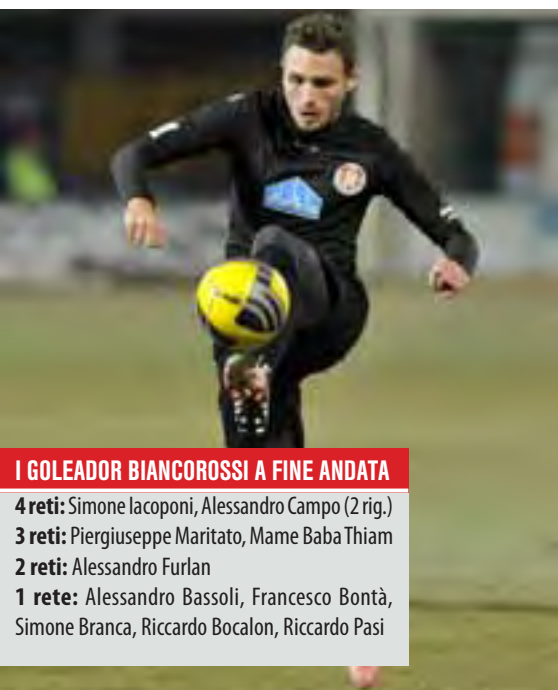 I GOLEADOR BIANCOROSSI A FINE ANDATA
4 reti: Simone Iacoponi, Alessandro Campo (2 rig.)
3 reti: Piergiuseppe Maritato, Mame Baba Thiam
2 reti: Alessandro Furlan
1 rete: Alessandro Bassoli, Francesco Bontà,
Simone Branca, Riccardo Bocalon, Riccardo Pasi